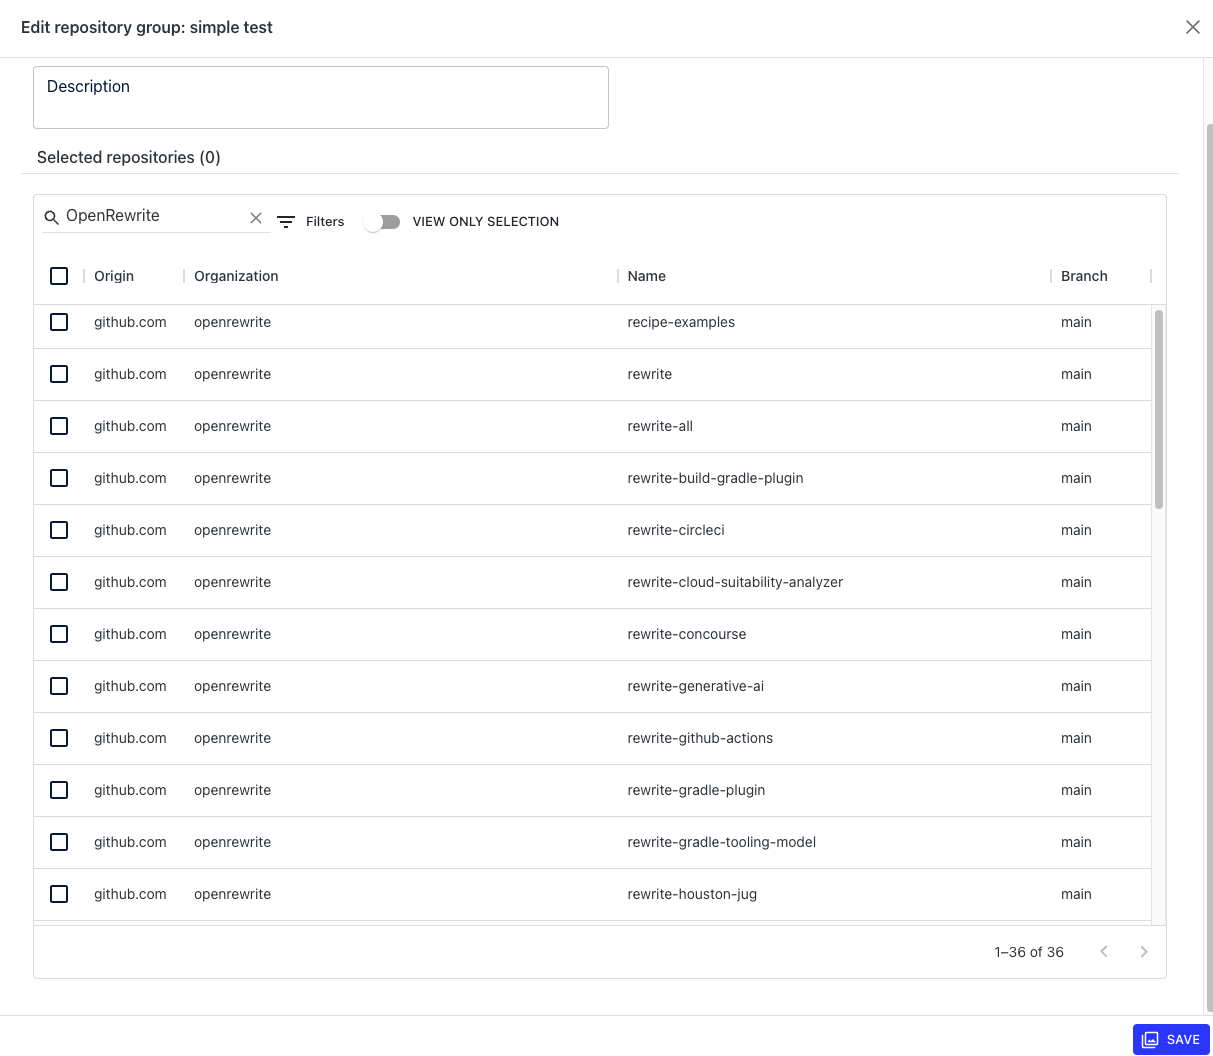 Edit repository group: simple test
Description
Selected repositories (0)
OpenRewrite Filters VIEW ONLY SELECTION
Origin Organization Name Branch
github.com openrewrite recipe-examples main
github.com openrewrite rewrite main
github.com openrewrite rewrite-all main
github.com openrewrite rewrite-build-gradle-plugin main
github.com openrewrite rewrite-circleci main
github.com openrewrite rewrite-cloud-suitability-analyzer main
github.com openrewrite rewrite-concourse main
github.com openrewrite rewrite-generative-ai main
github.com openrewrite rewrite-github-actions main
github.com openrewrite rewrite-gradle-plugin main
github.com openrewrite rewrite-gradle-tooling-model main
github.com openrewrite rewrite-houston-jug main
1–36 of 36
SAVE